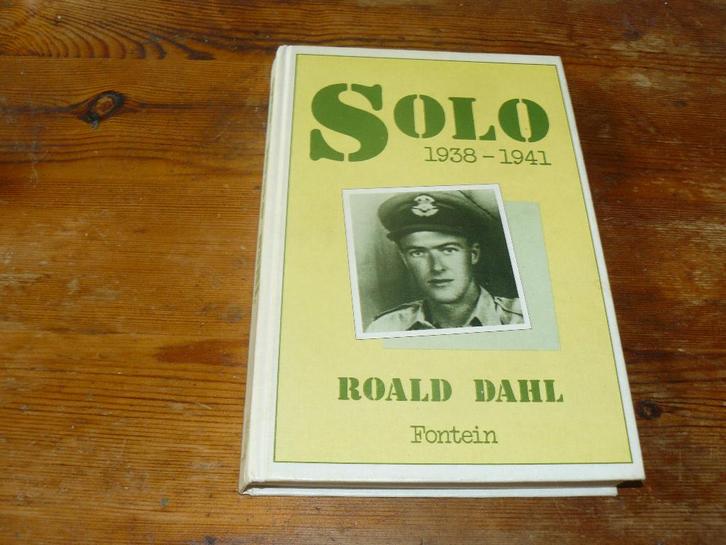 SOLO
1938-1941
ROALD DAHL
Fontein